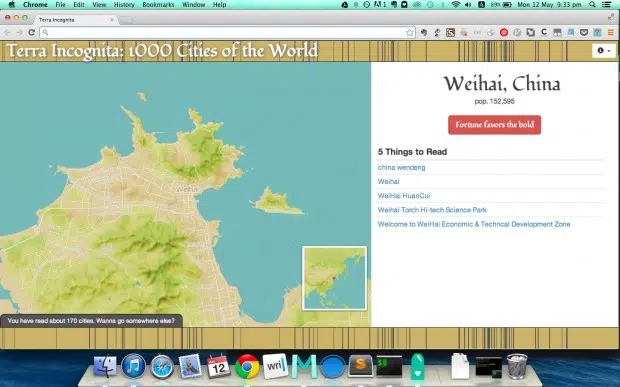 Chrome File Edit View History Bookmarks Window Help
1 89% Mon 12 May 9:33 pm
Terra Incognita
Terra Incognita: 1000 Cities of the World
Weihai, China
pop. 152,595
Fortune favors the bold
5 Things to Read
china wendeng
Weihai
WeiHai HuanCui
Weihai Torch Hi-tech Science Park
Welcome to WeiHai Economic & Techncal Development Zone
Weihai
You have read about 170 cities. Wanna go somewhere else?
12
wri
M
S